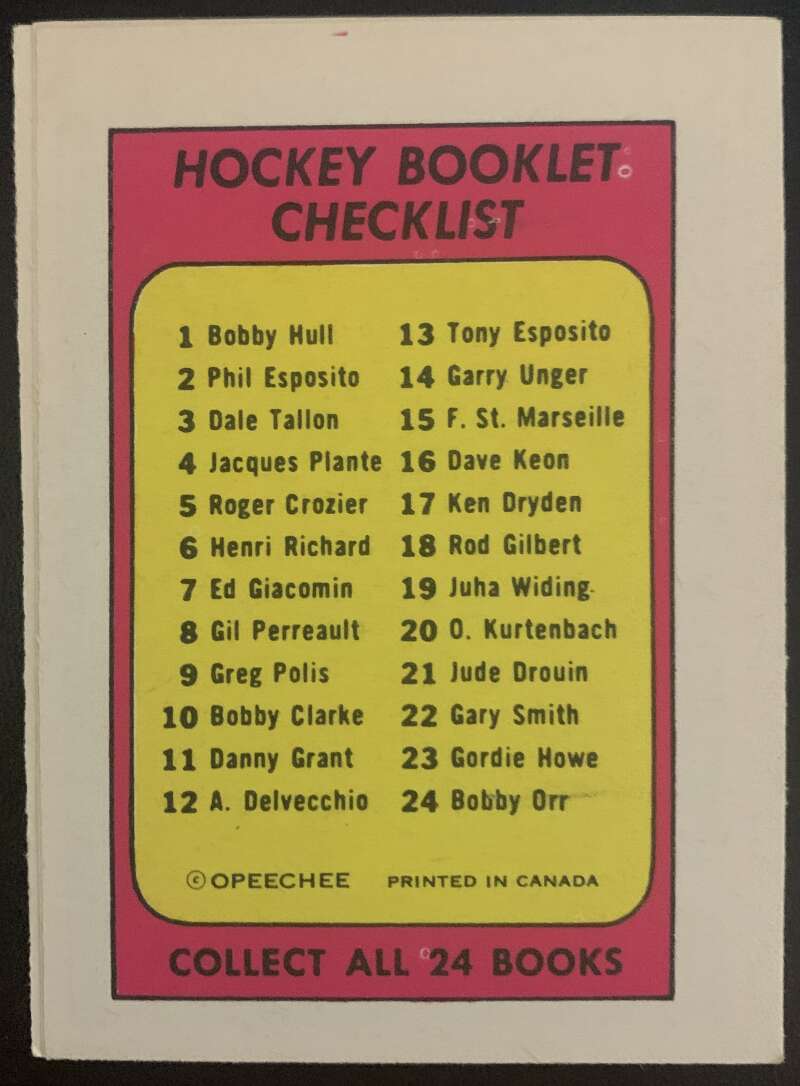 HOCKEY BOOKLET
CHECKLIST
1 Bobby Hull
2 Phil Esposito
3 Dale Tallon
4 Jacques Plante
5 Roger Crozier
6 Henri Richard
7 Ed Giacomin
8 Gil Perreault
9 Greg Polis
10 Bobby Clarke
11 Danny Grant
12 A. Delvecchio
13 Tony Esposito
14 Garry Unger
15 F. St. Marseille
16 Dave Keon
17 Ken Dryden
18 Rod Gilbert
19 Juha Widing
20 O. Kurtenbach
21 Jude Drouin
22 Gary Smith
23 Gordie Howe
24 Bobby Orr
© OPEECHEE PRINTED IN CANADA
COLLECT ALL 24 BOOKS